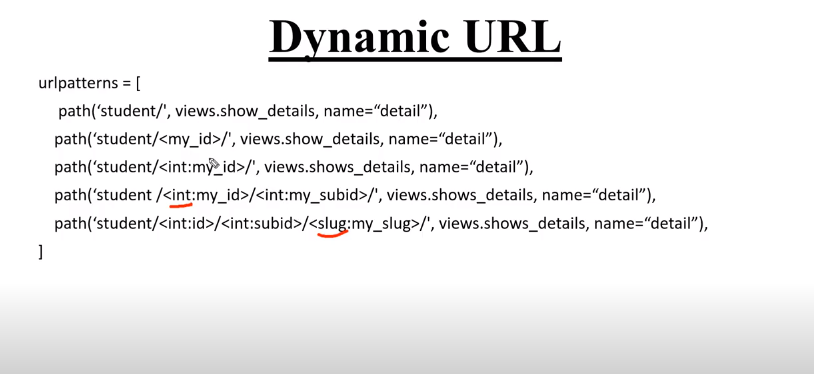 Dynamic URL
urlpatterns = [
path(‘student/', views.show_details, name=“detail”),
path(‘student/<my_id>/', views.show_details, name=“detail”),
path(‘student/<int:my_id>/', views.shows_details, name=“detail”),
path(‘student /<int:my_id>/<int:my_subid>/', views.shows_details, name=“detail”),
path(‘student/<int:id>/<int:subid>/<slug:my_slug>/', views.shows_details, name=“detail”),
]